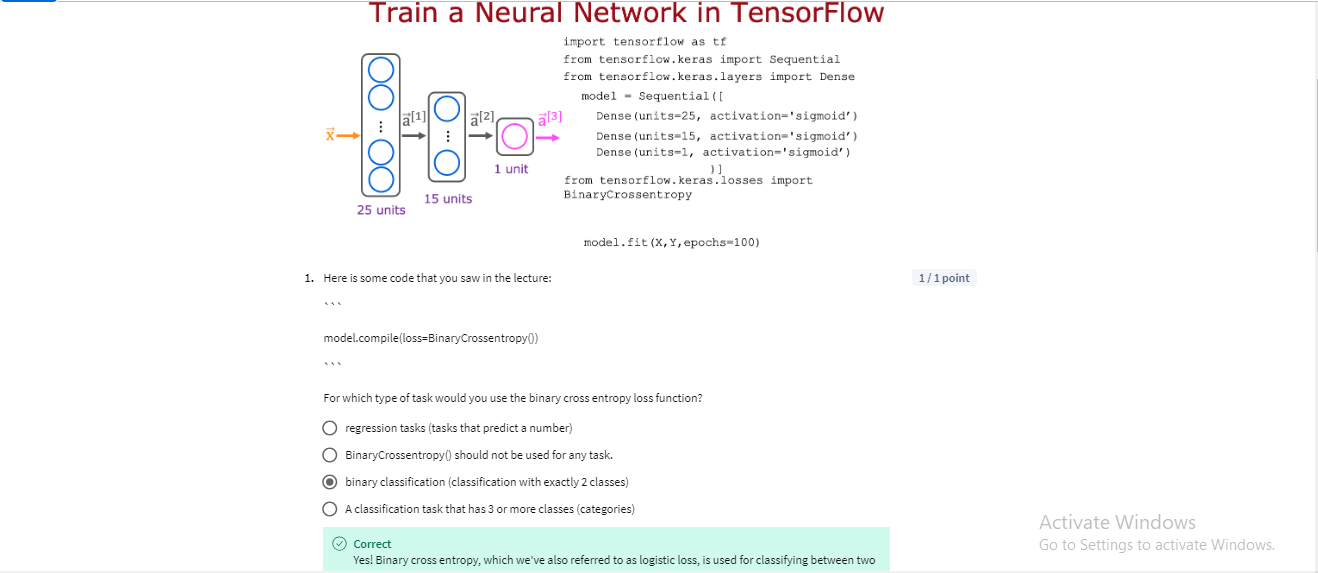 Train a Neural Network in TensorFlow
import tensorflow as tf
from tensorflow.keras import Sequential
from tensorflow.keras.layers import Dense
model = Sequential([
Dense(units=25, activation='sigmoid')
Dense(units=15, activation='sigmoid')
Dense(units=1, activation='sigmoid')
)]
from tensorflow.keras.losses import
BinaryCrossentropy
model.fit(X,Y,epochs=100)
x⃗
a⃗[1]
a⃗[2]
a⃗[3]
25 units
15 units
1 unit
1. Here is some code that you saw in the lecture:
1 / 1 point
```
model.compile(loss=BinaryCrossentropy())
```
For which type of task would you use the binary cross entropy loss function?
regression tasks (tasks that predict a number)
BinaryCrossentropy() should not be used for any task.
binary classification (classification with exactly 2 classes)
A classification task that has 3 or more classes (categories)
Correct
Yes! Binary cross entropy, which we've also referred to as logistic loss, is used for classifying between two
Activate Windows
Go to Settings to activate Windows.